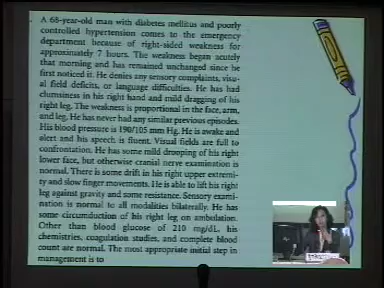 A 68-year-old man with diabetes mellitus and poorly
controlled hypertension comes to the emergency
department because of right-sided weakness for
approximately 7 hours. The weakness began acutely
that morning and has remained unchanged since he
first noticed it. He denies any sensory complaints, visu-
al field deficits, or language difficulties. He has had
clumsiness in his right hand and mild dragging of his
right leg. The weakness is proportional in the face, arm,
and leg. He has never had any similar previous episodes.
His blood pressure is 190/105 mm Hg. He is awake and
alert and his speech is fluent. Visual fields are full to
confrontation. He has some mild drooping of his right
lower face, but otherwise cranial nerve examination is
normal. There is some drift in his right upper extremi-
ty and slow finger movements. He is able to lift his right
leg against gravity and some resistance. Sensory exami-
nation is normal to all modalities bilaterally. He has
some circumduction of his right leg on ambulation.
Other than blood glucose of 210 mg/dL, his
chemistries, coagulation studies, and complete blood
count are normal. The most appropriate initial step in
management is to